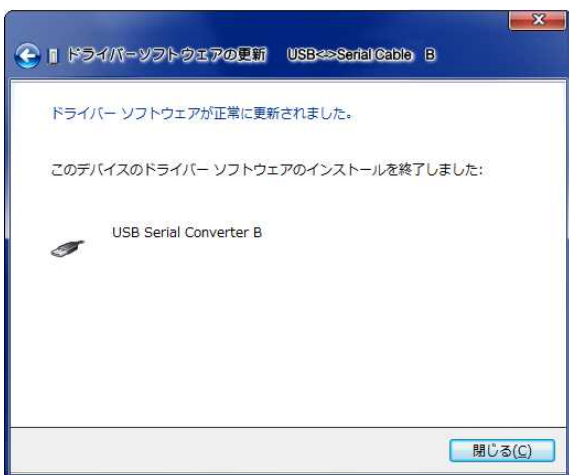 ドライバーソフトウェアの更新 USB<->Serial Cable B
ドライバー ソフトウェアが正常に更新されました。
このデバイスのドライバー ソフトウェアのインストールを終了しました:
USB Serial Converter B
閉じる(C)